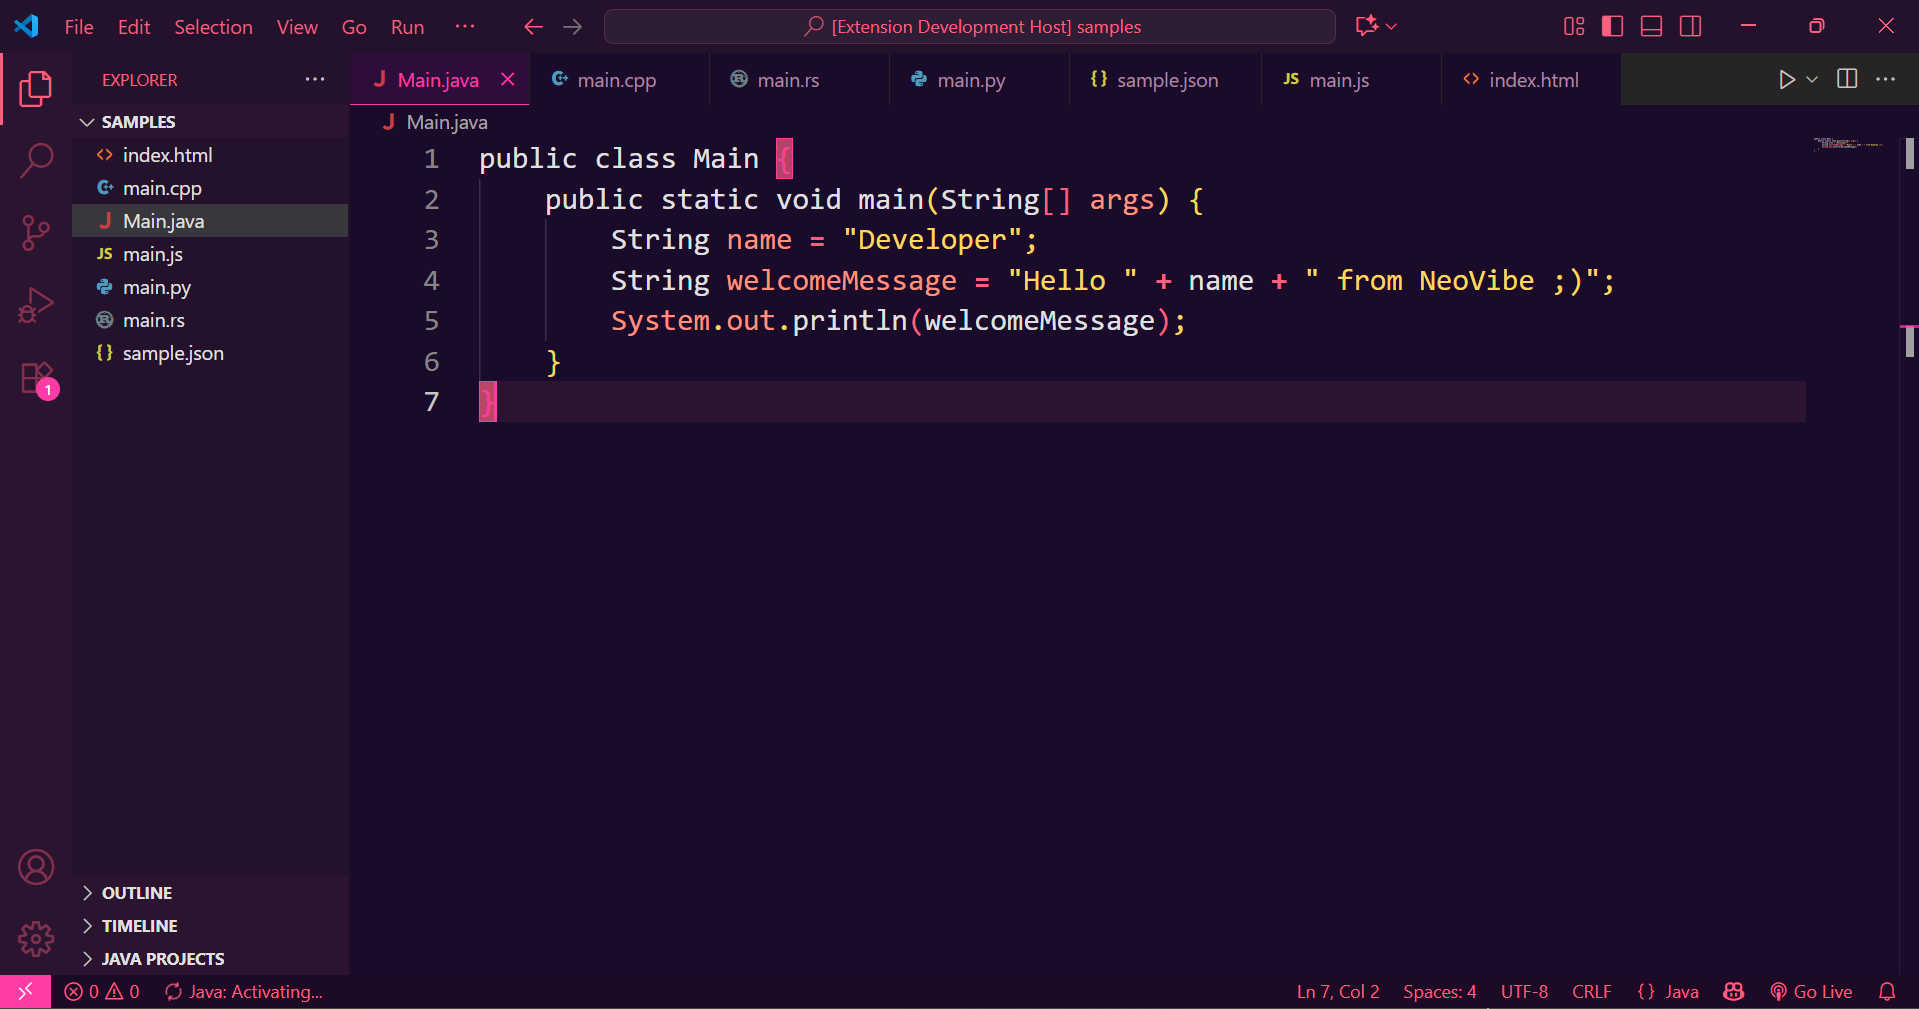 File Edit Selection View Go Run ··· [Extension Development Host] samples
EXPLORER ···
SAMPLES
index.html
main.cpp
Main.java
main.js
main.py
main.rs
sample.json
OUTLINE
TIMELINE
JAVA PROJECTS
Main.java main.cpp main.rs main.py sample.json main.js index.html
Main.java
1 public class Main {
2     public static void main(String[] args) {
3         String name = "Developer";
4         String welcomeMessage = "Hello " + name + " from NeoVibe ;)";
5         System.out.println(welcomeMessage);
6     }
7 }
1
0 0 Java: Activating... Ln 7, Col 2 Spaces: 4 UTF-8 CRLF {} Java Go Live